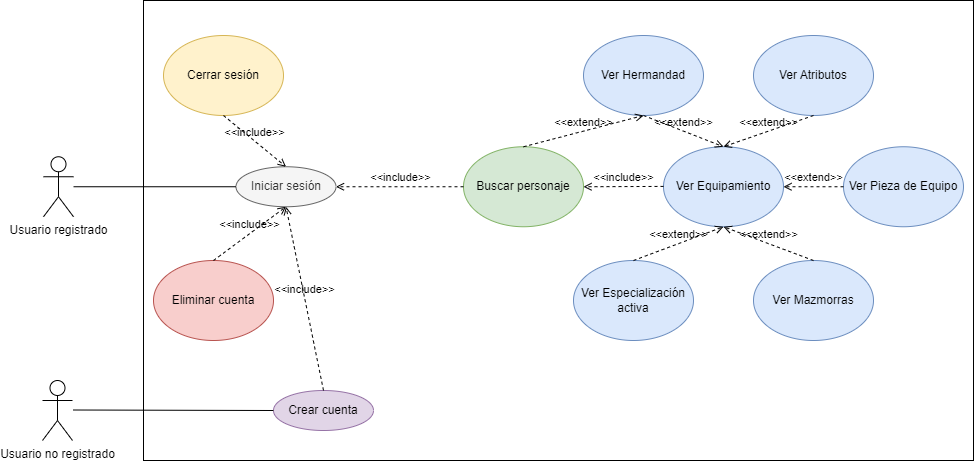 Cerrar sesión
Ver Hermandad
Ver Atributos
<<include>>
<<extend>>
<<extend>>
<<extend>>
Iniciar sesión
<<include>>
Buscar personaje
<<include>>
Ver Equipamiento
<<extend>>
Ver Pieza de Equipo
Usuario registrado
<<include>>
<<extend>>
<<extend>>
Eliminar cuenta
<<include>>
Ver Especialización
activa
Ver Mazmorras
Crear cuenta
Usuario no registrado